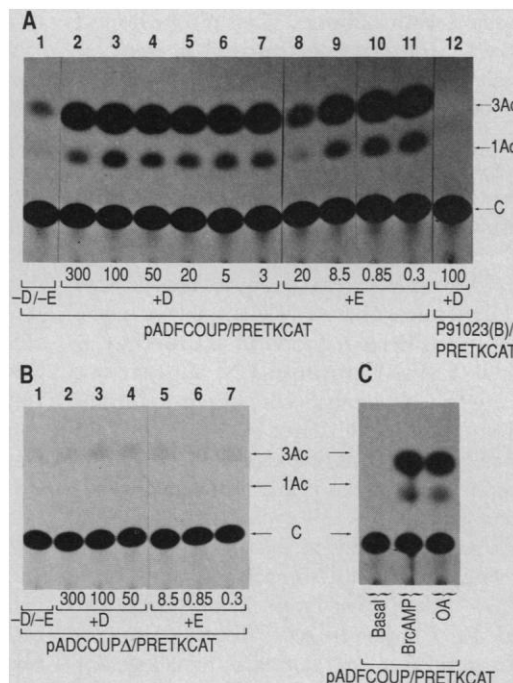 A
1 2 3 4 5 6 7 8 9 10 11 12
3Ac
1Ac
C
300 100 50 20 5 3 20 8.5 0.85 0.3 100
–D/–E +D +E +D
pADFCOUP/PRETKCAT P91023(B)/
PRETKCAT
B C
1 2 3 4 5 6 7
3Ac
1Ac
C
300 100 50 8.5 0.85 0.3
–D/–E +D +E
pADCOUPΔ/PRETKCAT
Basal
BrcAMP
OA
pADFCOUP/PRETKCAT